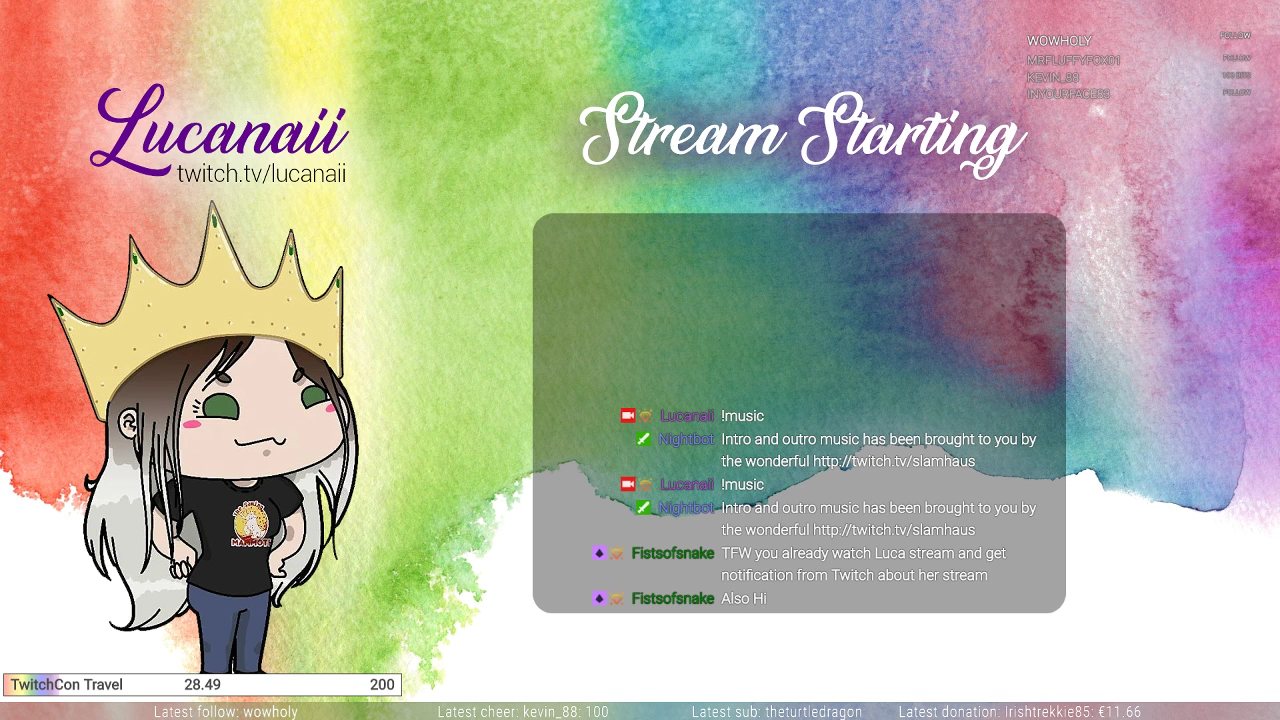 WOWHOLY FOLLOW
MRFLUFFYFOX01 FOLLOW
KEVIN_88
INYOURFACE83 FOLLOW
Lucanaii
twitch.tv/lucanaii
Stream Starting
Lucanaii !music
Nightbot Intro and outro music has been brought to you by
the wonderful http://twitch.tv/slamhaus
Lucanaii !music
Nightbot Intro and outro music has been brought to you by
the wonderful http://twitch.tv/slamhaus
Fistsofsnake TFW you already watch Luca stream and get
notification from Twitch about her stream
Fistsofsnake Also Hi
MAMMOTH
TwitchCon Travel 28.49 200
Latest follow: wowholy Latest cheer: kevin_88: 100 Latest sub: theturtledragon Latest donation: Irishtrekkie85: €11.66